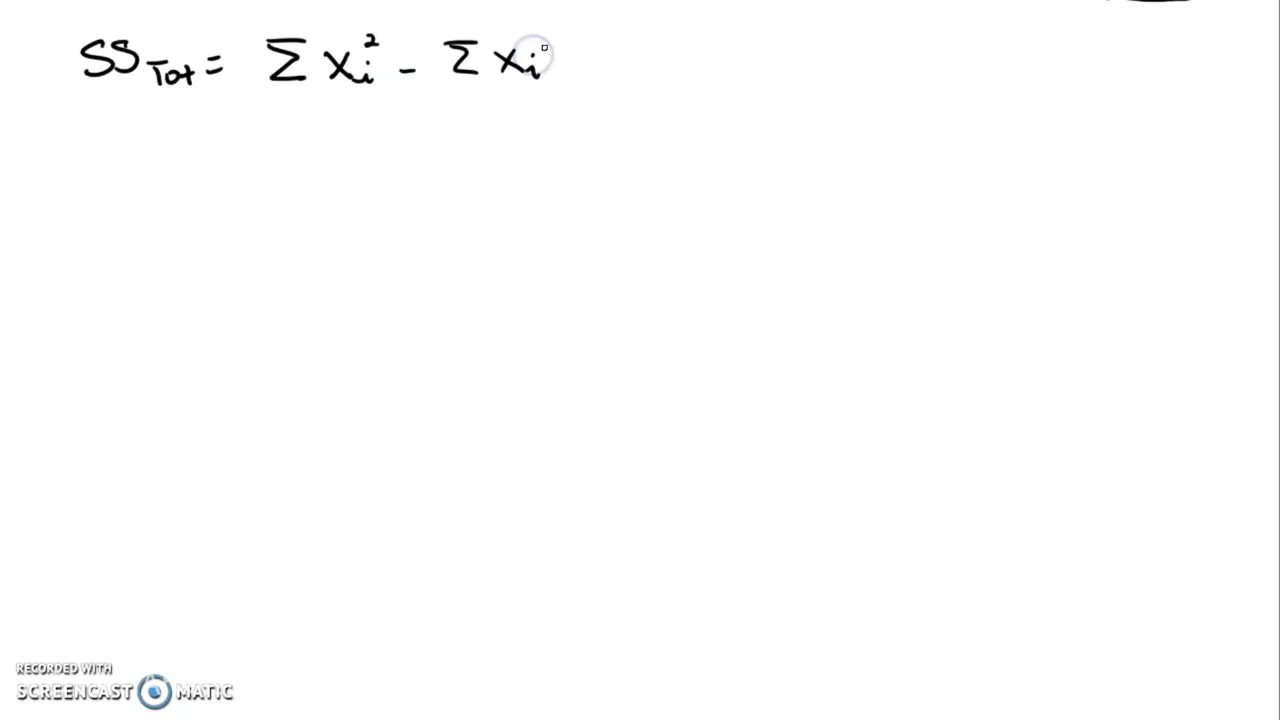 SS_Tot = Σ x_i² - Σ x_i
RECORDED WITH
SCREENCAST MATIC